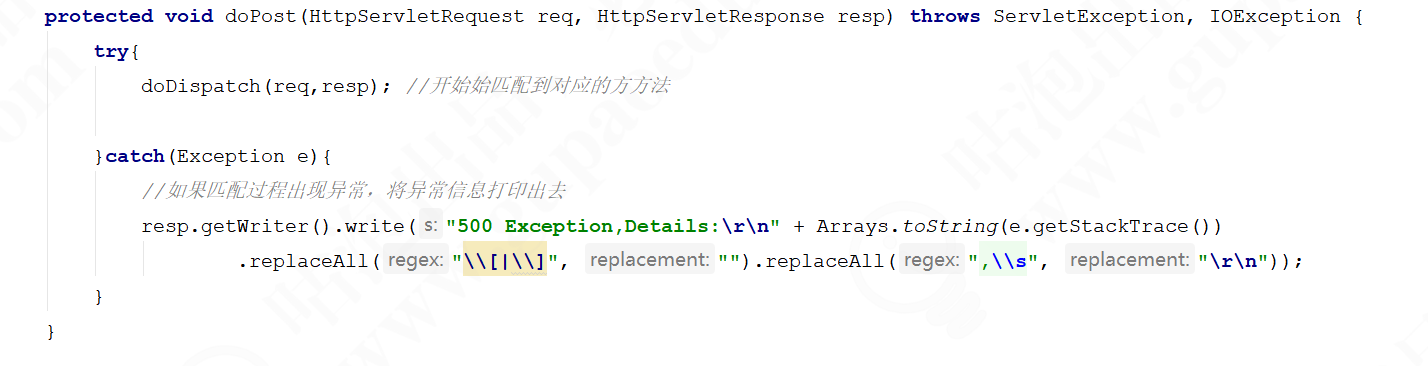 protected void doPost(HttpServletRequest req, HttpServletResponse resp) throws ServletException, IOException {
try{
doDispatch(req,resp); //开始始匹配到对应的方方法
}catch(Exception e){
//如果匹配过程出现异常，将异常信息打印出去
resp.getWriter().write( s: "500 Exception,Details:\r\n" + Arrays.toString(e.getStackTrace())
.replaceAll( regex: "\\[|\\]", replacement: "").replaceAll( regex: ",\\s", replacement: "\r\n"));
}
}